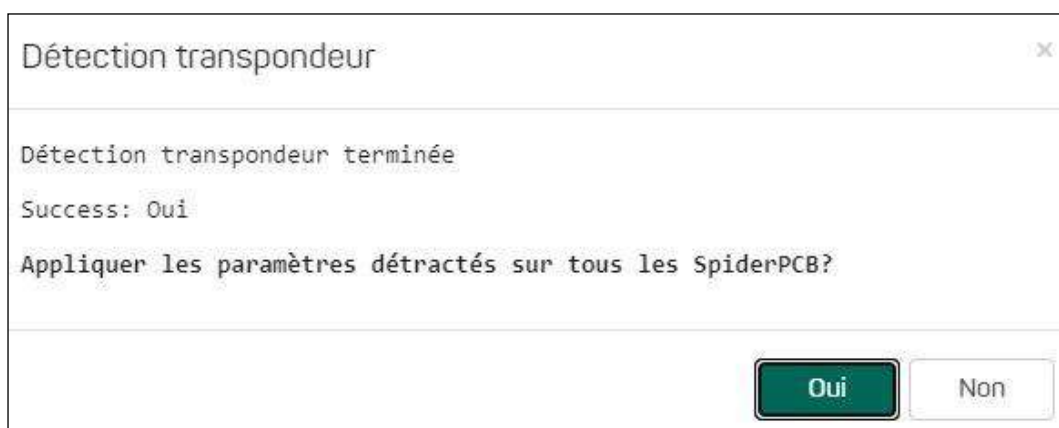 Détection transpondeur
×
Détection transpondeur terminée
Success: Oui
Appliquer les paramètres détractés sur tous les SpiderPCB?
Oui Non